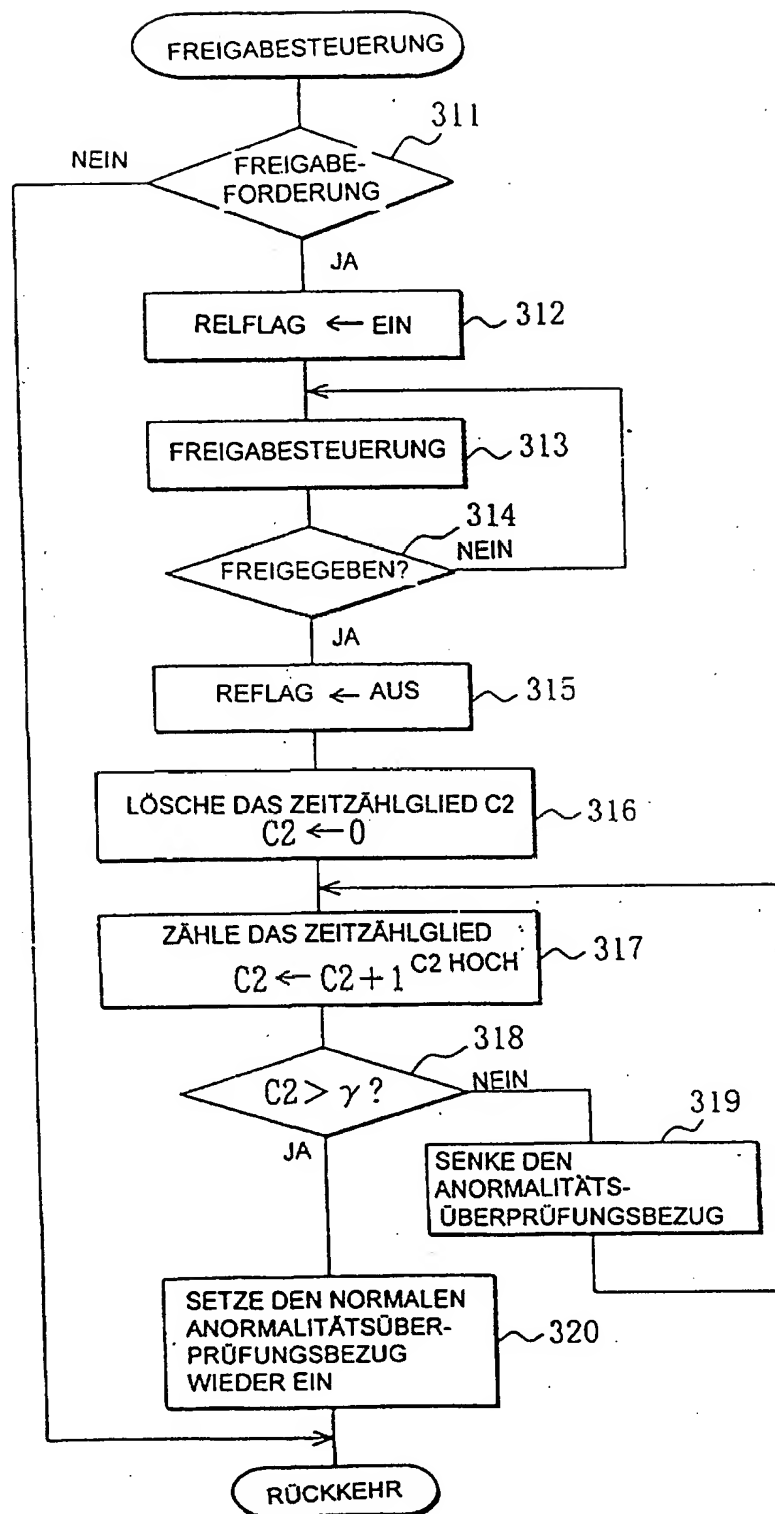 FREIGABESTEUERUNG
311
NEIN
FREIGABE-
FORDERUNG
JA
RELFLAG ← EIN
312
FREIGABESTEUERUNG
313
314
FREIGEGEBEN?
NEIN
JA
REFLAG ← AUS
315
LÖSCHE DAS ZEITZÄHLGLIED C2
C2 ← 0
316
ZÄHLE DAS ZEITZÄHLGLIED
C2 ← C2 + 1 C2 HOCH
317
318
C2 > γ ?
NEIN
JA
319
SENKE DEN
ANORMALITÄTS-
ÜBERPRÜFUNGSBEZUG
SETZE DEN NORMALEN
ANORMALITÄTSÜBER-
PRÜFUNGSBEZUG
WIEDER EIN
320
RÜCKKEHR